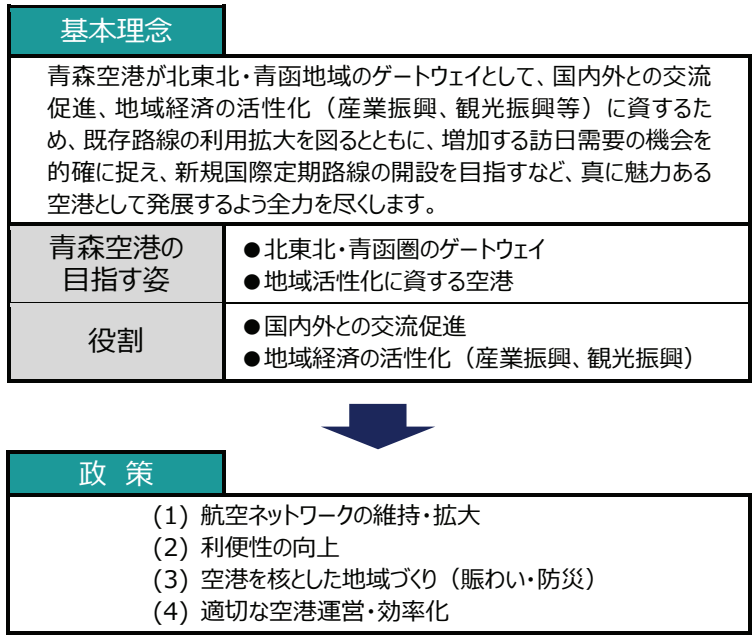 基本理念
青森空港が北東北・青函地域のゲートウェイとして、国内外との交流
促進、地域経済の活性化（産業振興、観光振興等）に資するた
め、既存路線の利用拡大を図るとともに、増加する訪日需要の機会を
的確に捉え、新規国際定期路線の開設を目指すなど、真に魅力ある
空港として発展するよう全力を尽くします。
青森空港の
目指す姿
●北東北・青函圏のゲートウェイ
●地域活性化に資する空港
役割
●国内外との交流促進
●地域経済の活性化（産業振興、観光振興）
政 策
(1) 航空ネットワークの維持・拡大
(2) 利便性の向上
(3) 空港を核とした地域づくり（賑わい・防災）
(4) 適切な空港運営・効率化